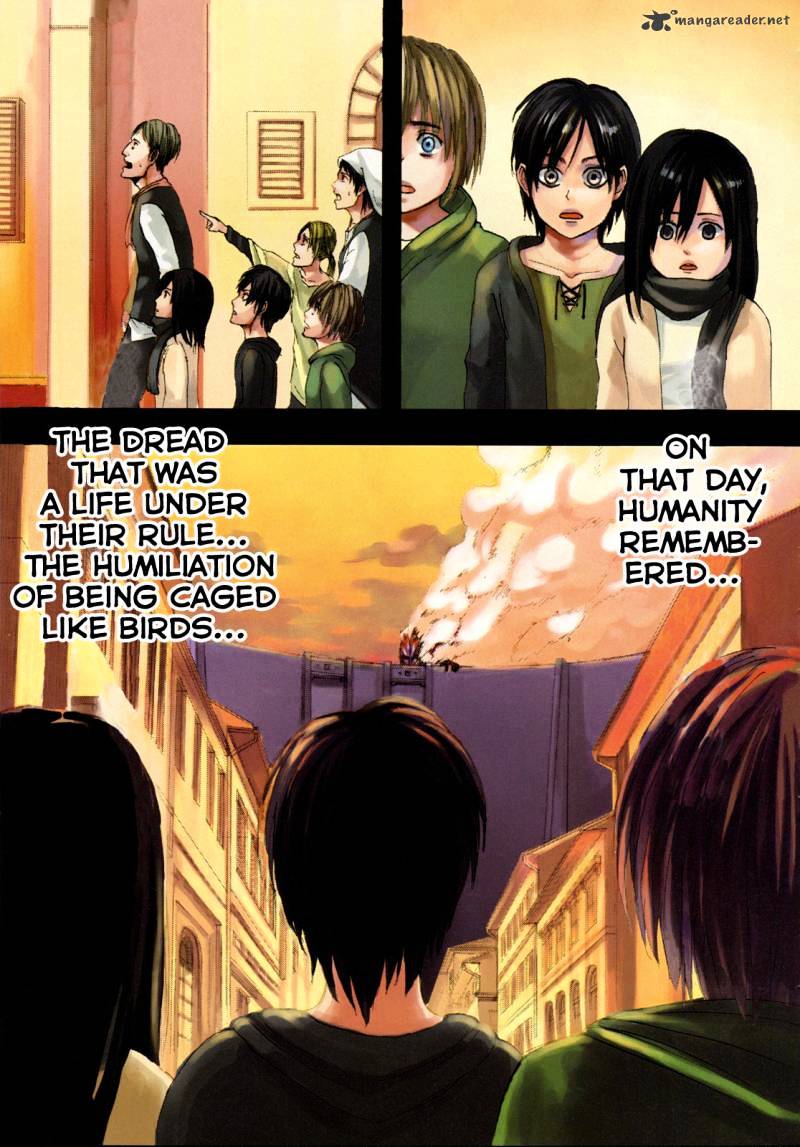 mangareader.net
ON
THAT DAY,
HUMANITY
REMEMB-
ERED...
THE DREAD
THAT WAS
A LIFE UNDER
THEIR RULE...
THE HUMILIATION
OF BEING CAGED
LIKE BIRDS...